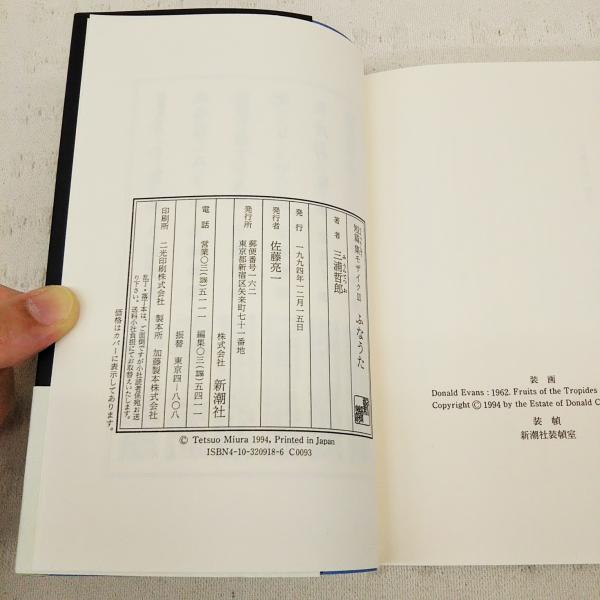 短篇集モザイクⅢ ふなうた
著者 三浦哲郎
みうらてつお
発行 一九九四年一二月一五日
発行者 佐藤亮一
発行所 株式会社 新潮社
郵便番号一六二
東京都新宿区矢来町七十一番地
電話 営業〇三(三二六六)五一一一 編集〇三(三二六六)五四一一
振替 東京四-八〇八
印刷所 二光印刷株式会社 製本所 加藤製本株式会社
乱丁・落丁本は、ご面倒ですが小社読者係宛お送
り下さい。送料小社負担にてお取替えいたします。
価格はカバーに表示してあります。
© Tetsuo Miura 1994, Printed in Japan
ISBN4-10-320918-6 C0093
装画
Donald Evans : 1962. Fruits of the Tropides
Copyright © 1994 by the Estate of Donald
装幀
新潮社装幀室